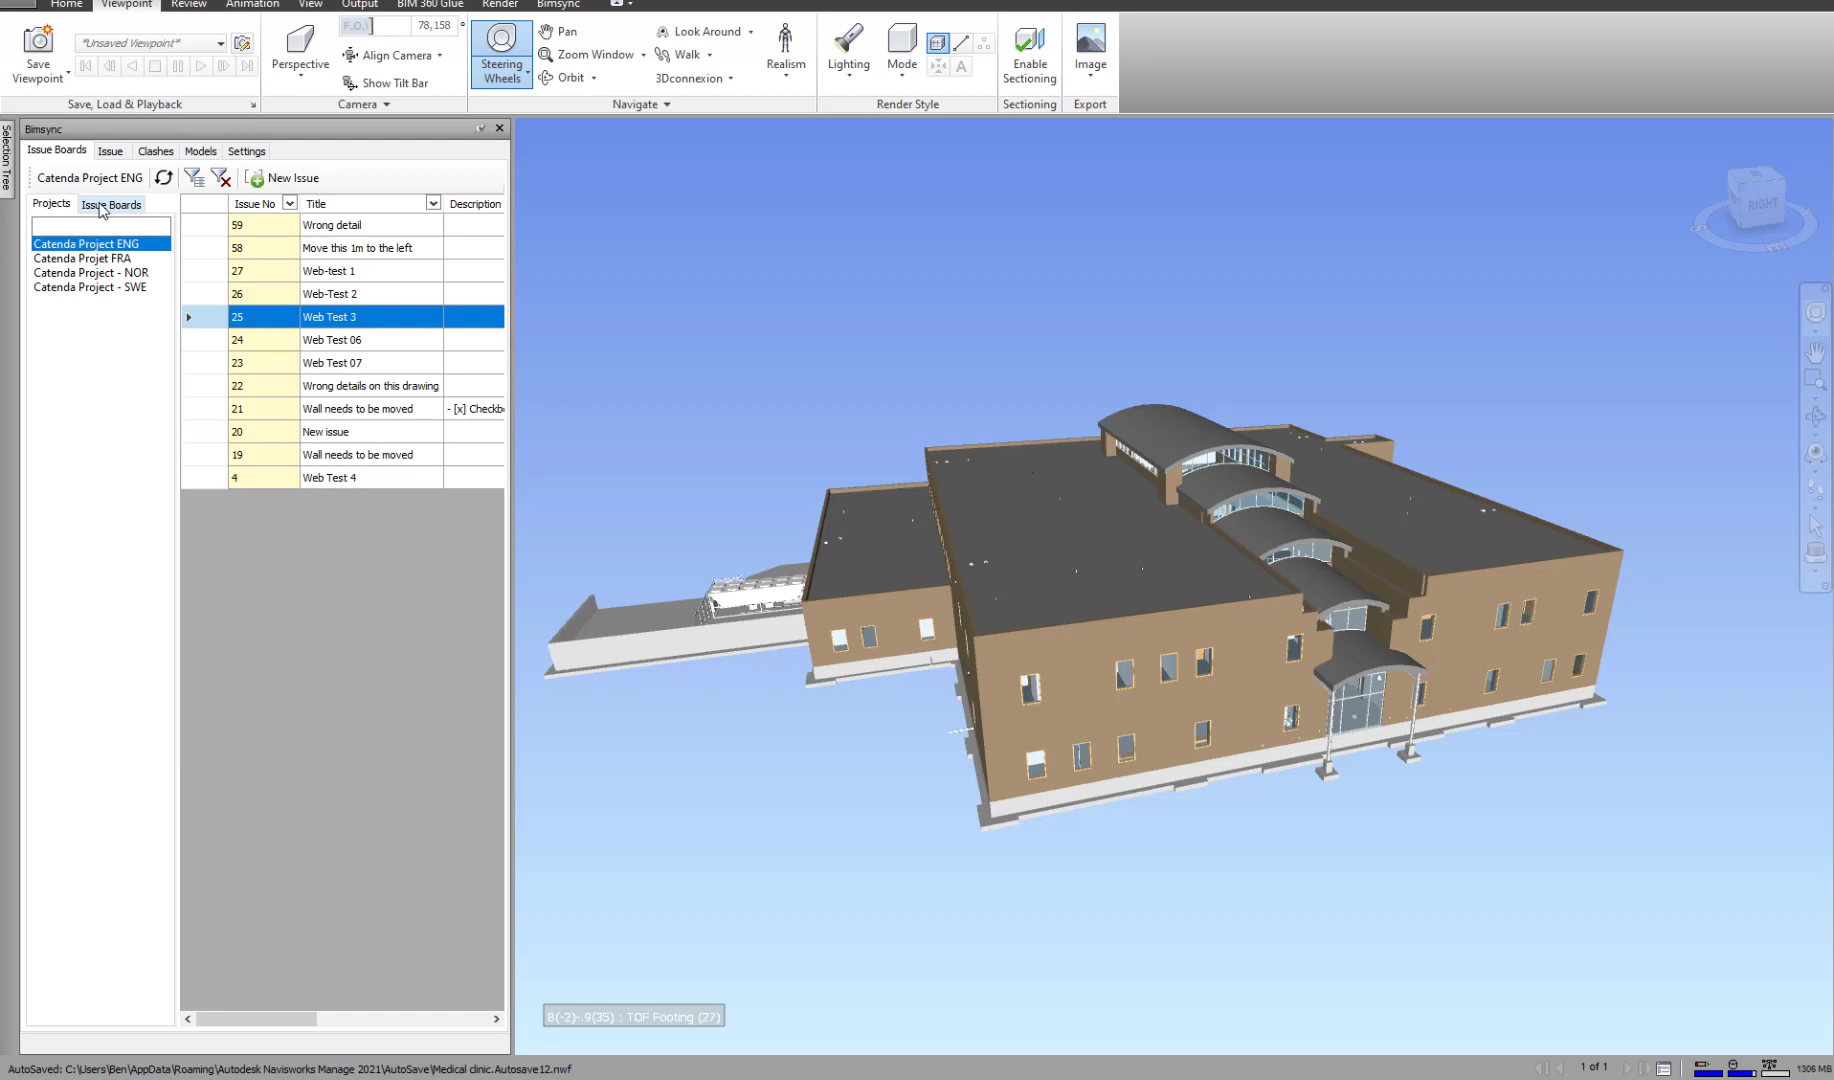 Home Viewpoint Review Animation View Output BIM 360 Glue Render Bimsync
Save Viewpoint
*Unsaved Viewpoint*
Save, Load & Playback
Perspective
F.O.V 78,158
Align Camera
Show Tilt Bar
Camera
Steering Wheels
Pan
Zoom Window
Orbit
Look Around
Walk
3Dconnexion
Navigate
Realism
Lighting
Mode
Render Style
Enable Sectioning
Sectioning
Image
Export
Selection Tree
Bimsync
Issue Boards Issue Clashes Models Settings
Catenda Project ENG New Issue
Projects Issue Boards
Catenda Project ENG
Catenda Projet FRA
Catenda Project - NOR
Catenda Project - SWE
Issue No Title Description
59 Wrong detail
58 Move this 1m to the left
27 Web-test 1
26 Web-Test 2
25 Web Test 3
24 Web Test 06
23 Web Test 07
22 Wrong details on this drawing
21 Wall needs to be moved - [x] Checkb
20 New issue
19 Wall needs to be moved
4 Web Test 4
RIGHT
B(-2)-.9(35) : TOF Footing (27)
AutoSaved: C:\Users\Ben\AppData\Roaming\Autodesk Navisworks Manage 2021\AutoSave\Medical clinic.Autosave12.nwf
1 of 1
1306 MB